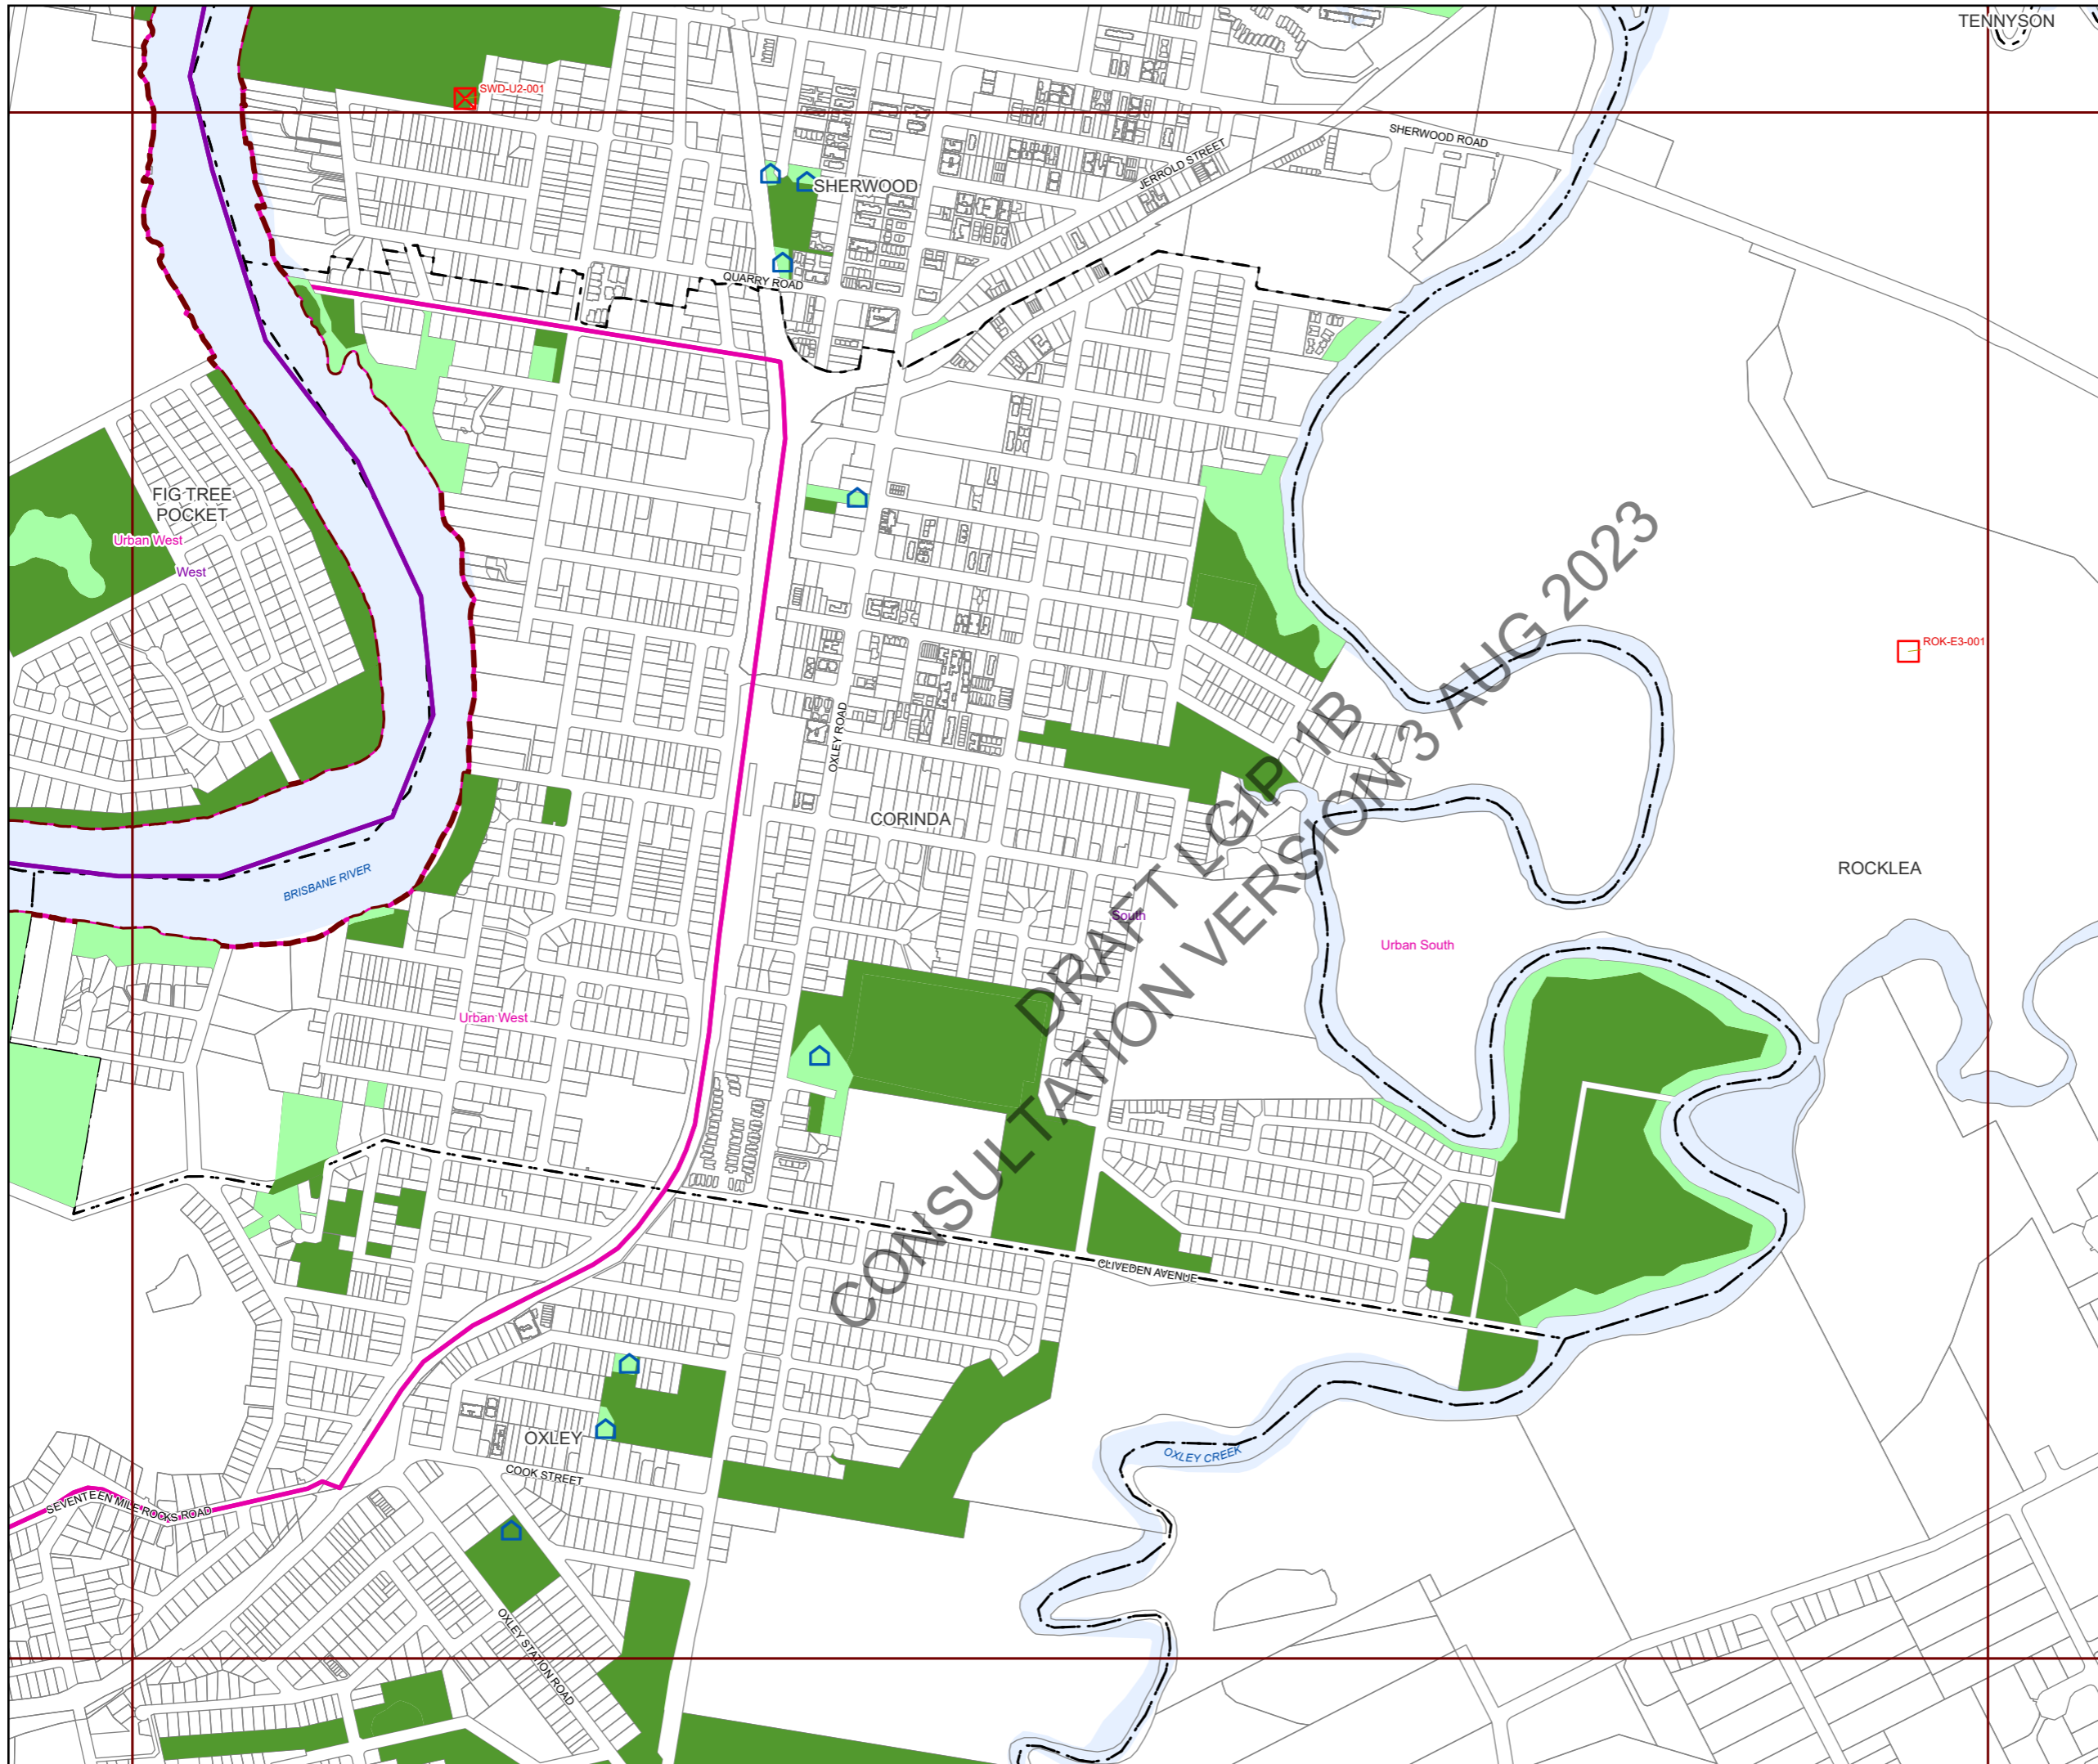 TENNYSON
SWD-U2-001
SHERWOOD ROAD
JERROLD STREET
SHERWOOD
QUARRY ROAD
FIG TREE
POCKET
Urban West
West
ROK-E3-001
OXLEY ROAD
CORINDA
ROCKLEA
BRISBANE RIVER
South
Urban South
Urban West
DRAFT LGIP 1B
CONSULTATION VERSION 3 AUG 2023
CLIVEDEN AVENUE
OXLEY
OXLEY CREEK
COOK STREET
SEVENTEEN MILE ROCKS ROAD
OXLEY STATION ROAD